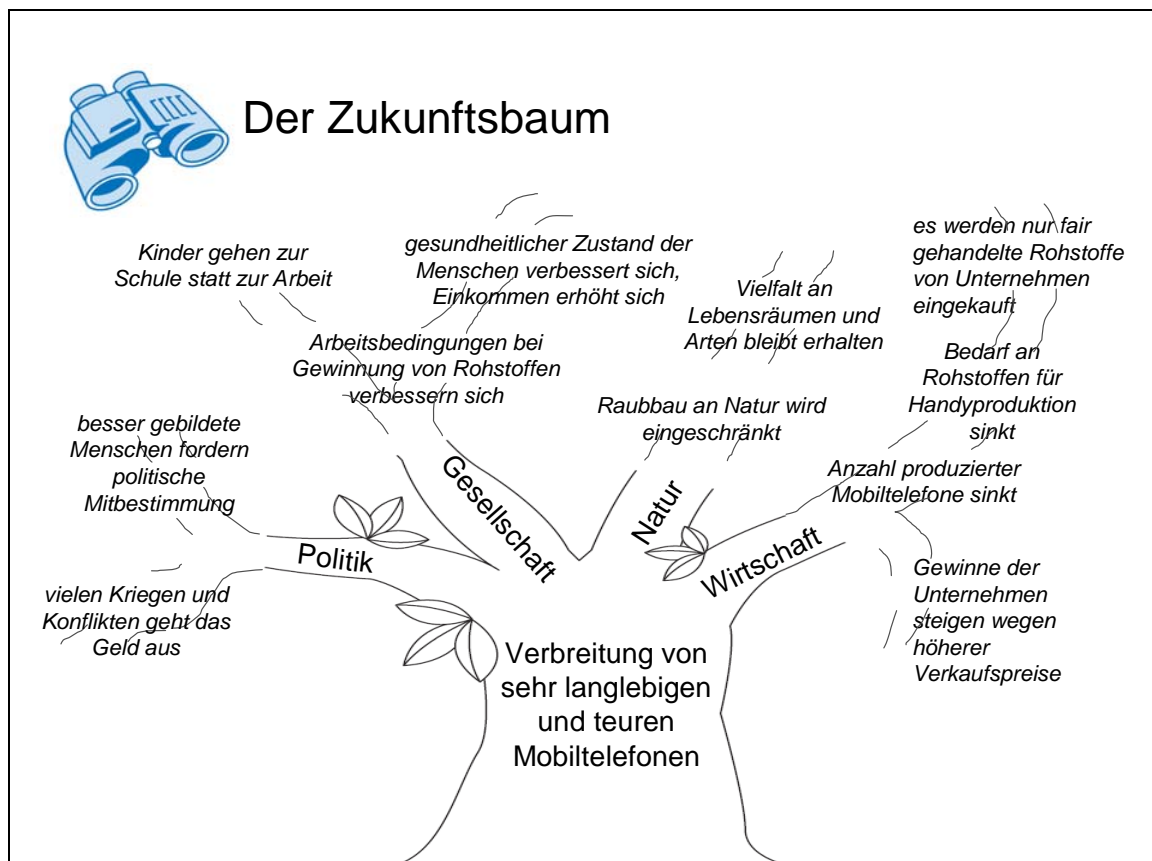 Der Zukunftsbaum
Kinder gehen zur
Schule statt zur Arbeit
gesundheitlicher Zustand der
Menschen verbessert sich,
Einkommen erhöht sich
Vielfalt an
Lebensräumen und
Arten bleibt erhalten
es werden nur fair
gehandelte Rohstoffe
von Unternehmen
eingekauft
Arbeitsbedingungen bei
Gewinnung von Rohstoffen
verbessern sich
Bedarf an
Rohstoffen für
Handyproduktion
sinkt
besser gebildete
Menschen fordern
politische
Mitbestimmung
Raubbau an Natur wird
eingeschränkt
Anzahl produzierter
Mobiltelefone sinkt
Politik
Gesellschaft
Natur
Wirtschaft
vielen Kriegen und
Konflikten geht das
Geld aus
Gewinne der
Unternehmen
steigen wegen
höherer
Verkaufspreise
Verbreitung von
sehr langlebigen
und teuren
Mobiltelefonen